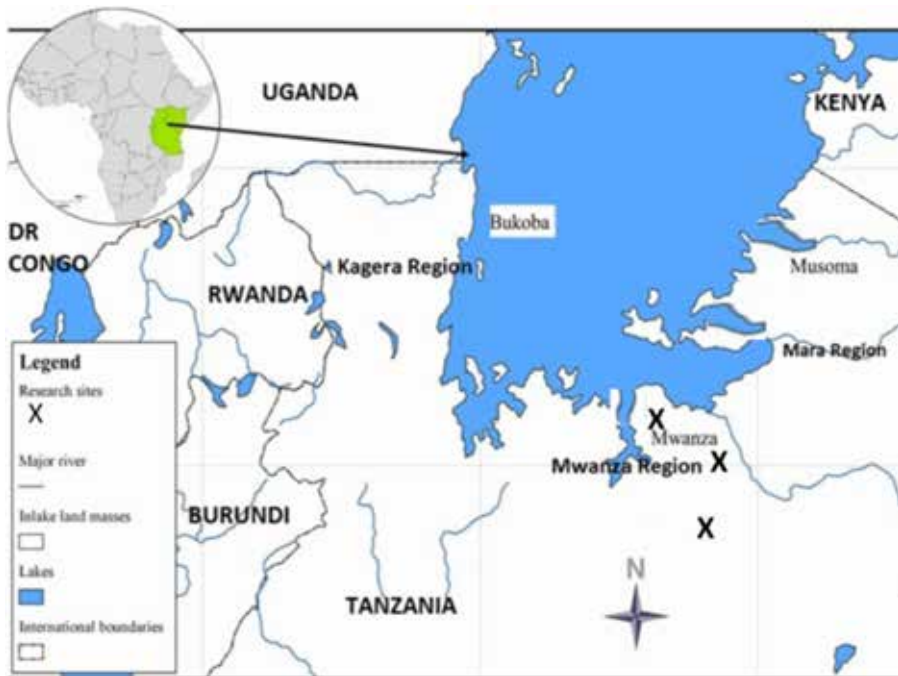 UGANDA
KENYA
Bukoba
DR
CONGO
Kagera Region
Musoma
RWANDA
Mara Region
Legend
Research sites
X
Major river
Inlake land masses
Lakes
International boundaries
X
Mwanza
Mwanza Region X
BURUNDI
X
N
TANZANIA